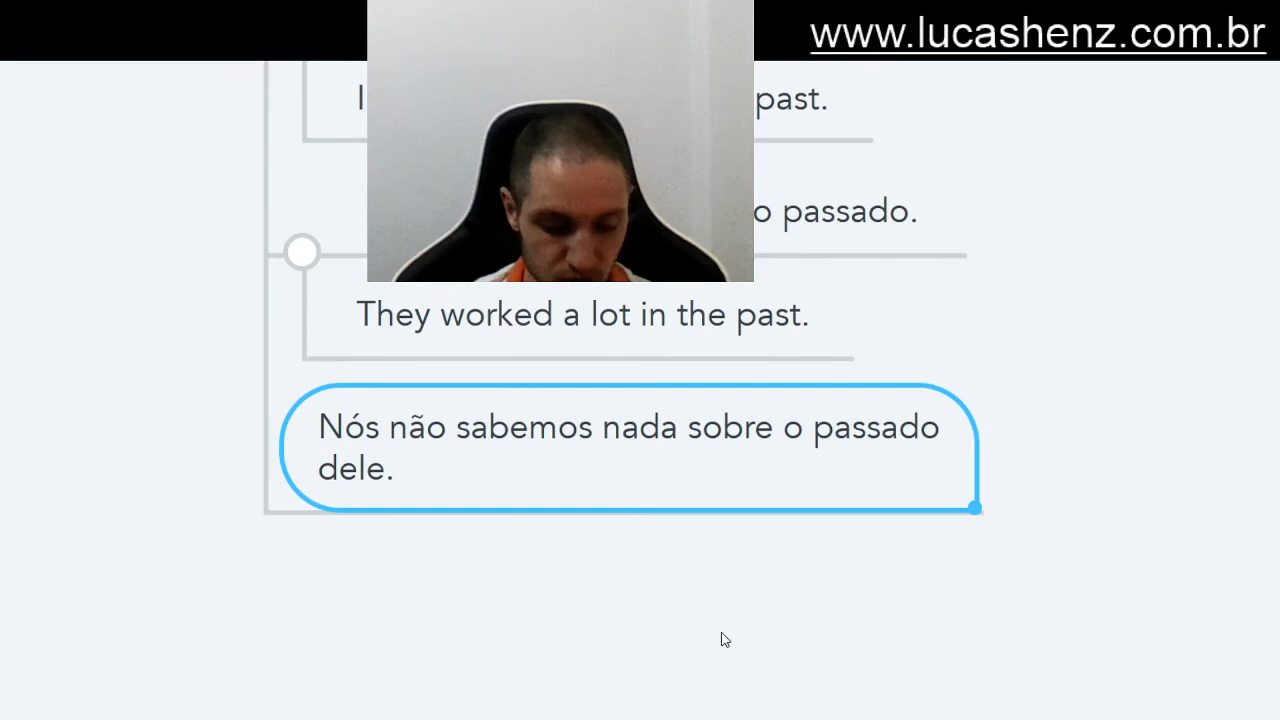 www.lucashenz.com.br
I past.
o passado.
They worked a lot in the past.
Nós não sabemos nada sobre o passado
dele.